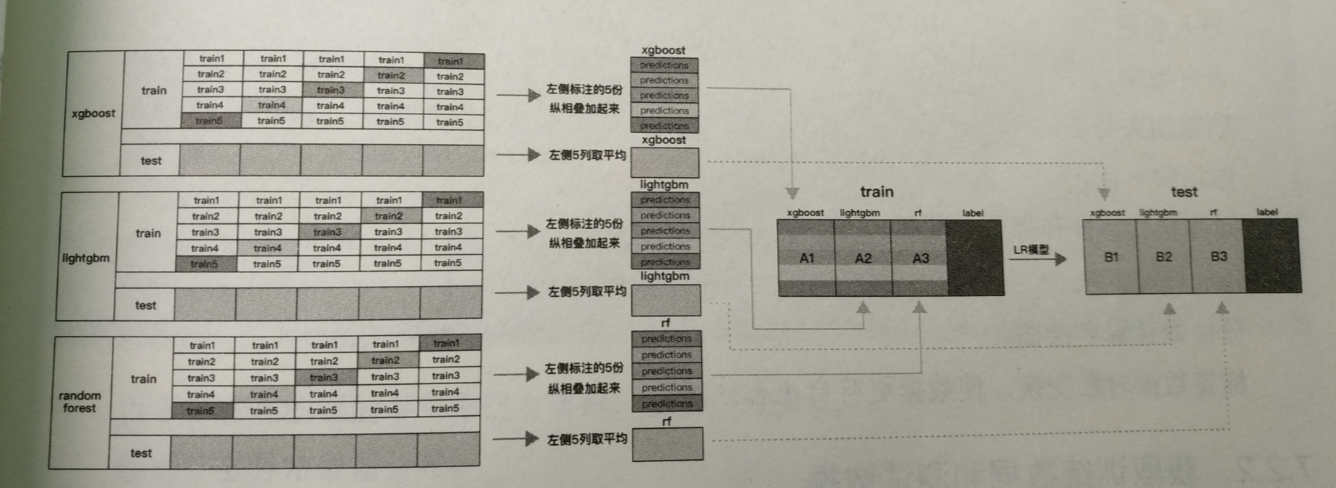 xgboost
train
train1 train1 train1 train1 train1
train2 train2 train2 train2 train2
train3 train3 train3 train3 train3
train4 train4 train4 train4 train4
train5 train5 train5 train5 train5
test
左侧标注的5份
纵相叠加起来
左侧5列取平均
xgboost
predictions
predictions
predictions
predictions
predictions
xgboost
lightgbm
train
train1 train1 train1 train1 train1
train2 train2 train2 train2 train2
train3 train3 train3 train3 train3
train4 train4 train4 train4 train4
train5 train5 train5 train5 train5
test
左侧标注的5份
纵相叠加起来
左侧5列取平均
lightgbm
predictions
predictions
predictions
predictions
predictions
lightgbm
random
forest
train
train1 train1 train1 train1 train1
train2 train2 train2 train2 train2
train3 train3 train3 train3 train3
train4 train4 train4 train4 train4
train5 train5 train5 train5 train5
test
左侧标注的5份
纵相叠加起来
左侧5列取平均
rf
predictions
predictions
predictions
predictions
predictions
rf
train
xgboost lightgbm rf label
A1 A2 A3
LR模型
test
xgboost lightgbm rf label
B1 B2 B3